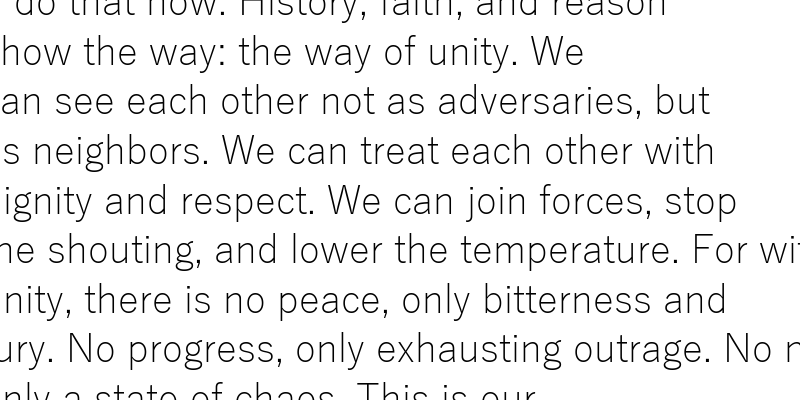 do that now. History, faith, and reason
how the way: the way of unity. We
an see each other not as adversaries, but
s neighbors. We can treat each other with
ignity and respect. We can join forces, stop
he shouting, and lower the temperature. For wit
nity, there is no peace, only bitterness and
ury. No progress, only exhausting outrage. No n
nly a state of chaos. This is our